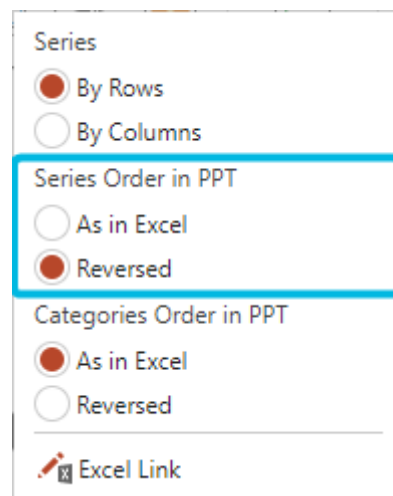 Series
By Rows
By Columns
Series Order in PPT
As in Excel
Reversed
Categories Order in PPT
As in Excel
Reversed
Excel Link